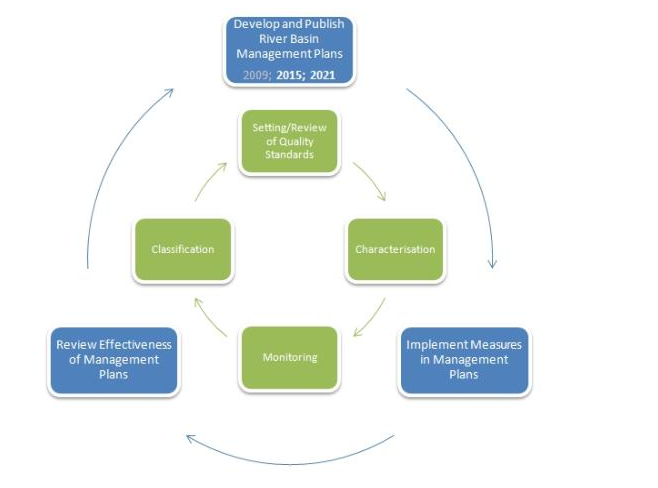 Develop and Publish
River Basin
Management Plans
2009; 2015; 2021
Setting/Review
of Quality
Standards
Classification
Characterisation
Review Effectiveness
of Management
Plans
Monitoring
Implement Measures
in Management
Plans